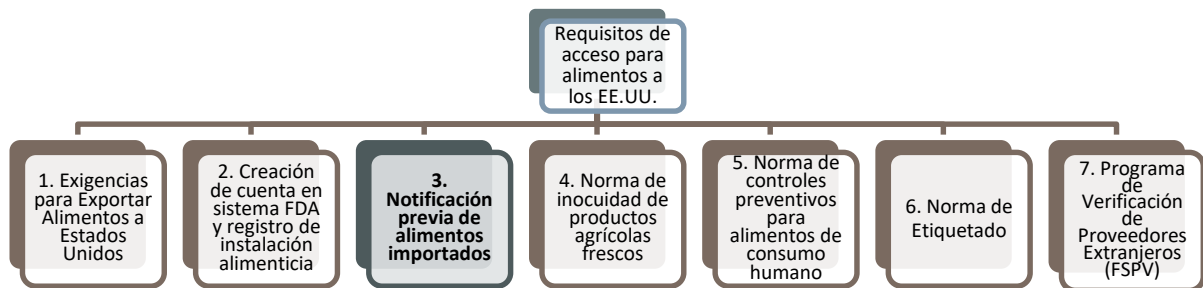 Requisitos de
acceso para
alimentos a
los EE.UU.
1. Exigencias
para Exportar
Alimentos a
Estados
Unidos
2. Creación
de cuenta en
sistema FDA
y registro de
instalación
alimenticia
3.
Notificación
previa de
alimentos
importados
4. Norma de
inocuidad de
productos
agrícolas
frescos
5. Norma de
controles
preventivos
para
alimentos de
consumo
humano
6. Norma de
Etiquetado
7. Programa
de
Verificación
de
Proveedores
Extranjeros
(FSPV)